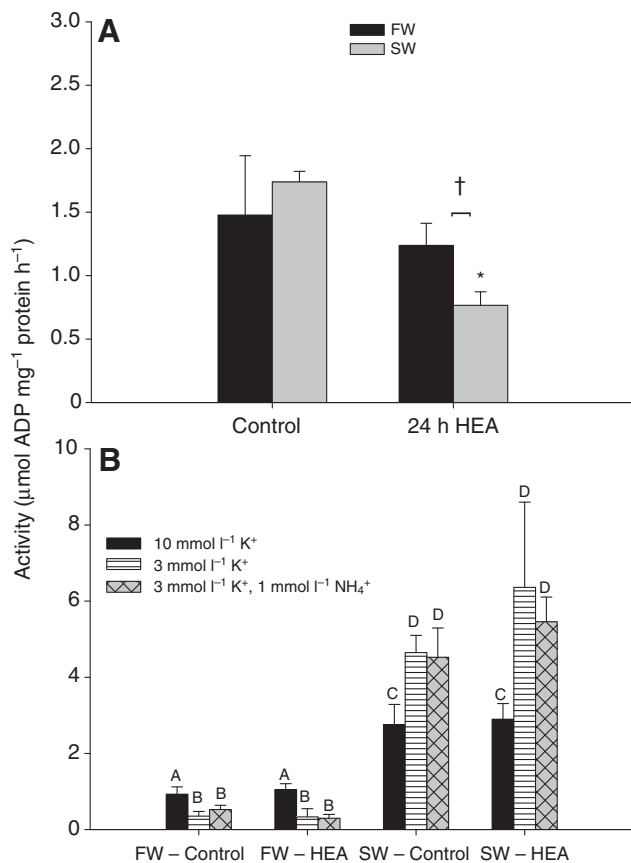 A
FW
SW
3.0
2.5
2.0
1.5
1.0
0.5
0
†
*
Control
24 h HEA
Activity (µmol ADP mg⁻¹ protein h⁻¹)
B
10 mmol l⁻¹ K⁺
3 mmol l⁻¹ K⁺
3 mmol l⁻¹ K⁺, 1 mmol l⁻¹ NH₄⁺
10
8
6
4
2
0
A
B
B
A
B
B
C
D
D
C
D
D
FW – Control
FW – HEA
SW – Control
SW – HEA